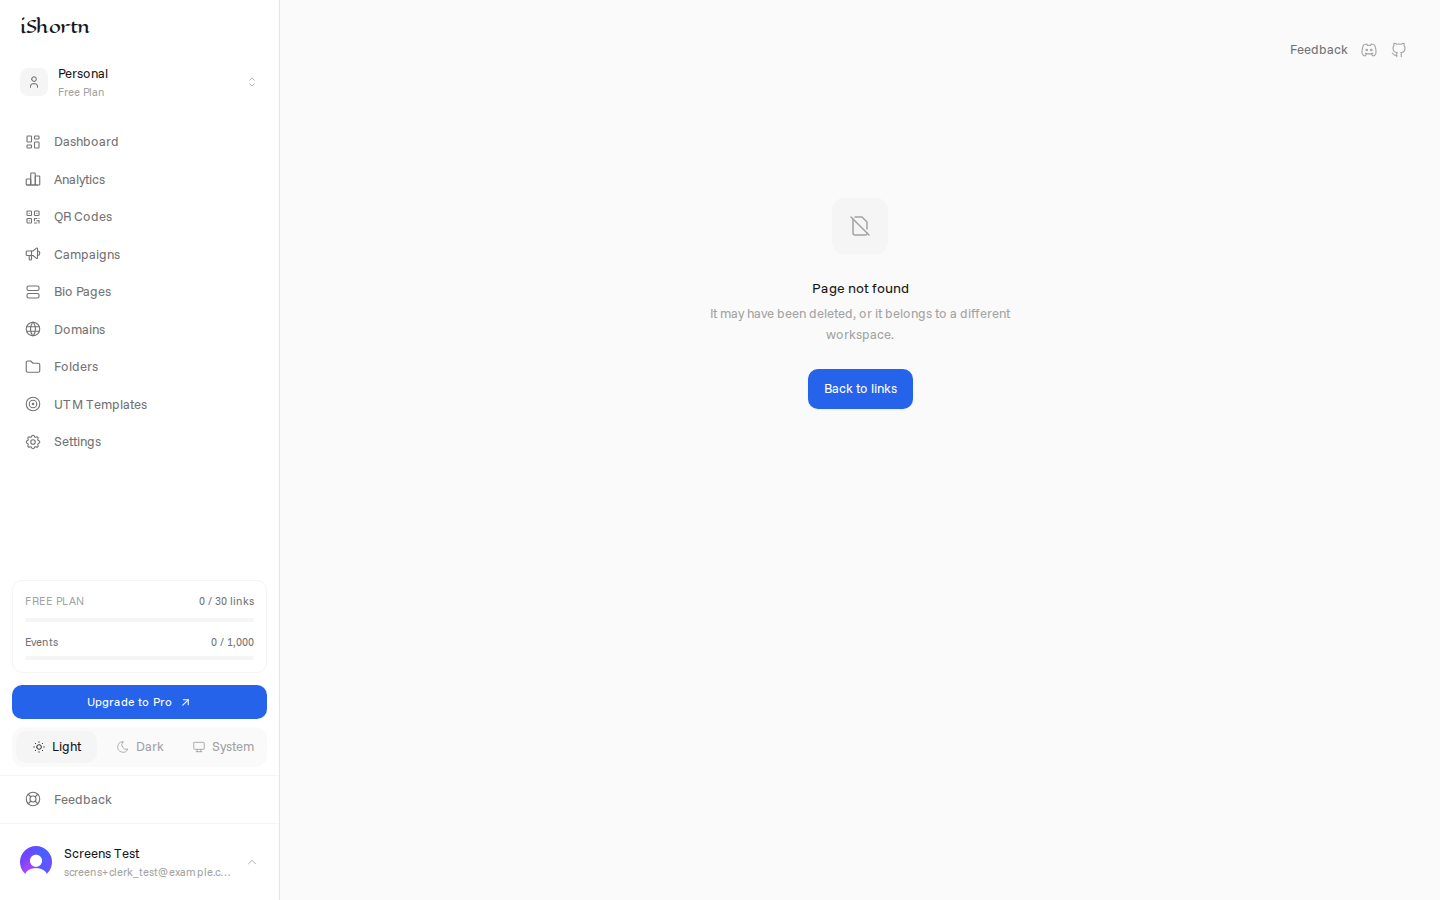 iShortn
Personal
Free Plan
Dashboard
Analytics
QR Codes
Campaigns
Bio Pages
Domains
Folders
UTM Templates
Settings
FREE PLAN 0 / 30 links
Events 0 / 1,000
Upgrade to Pro
Light Dark System
Feedback
Screens Test
screens+clerk_test@example.c...
Feedback
Page not found
It may have been deleted, or it belongs to a different
workspace.
Back to links